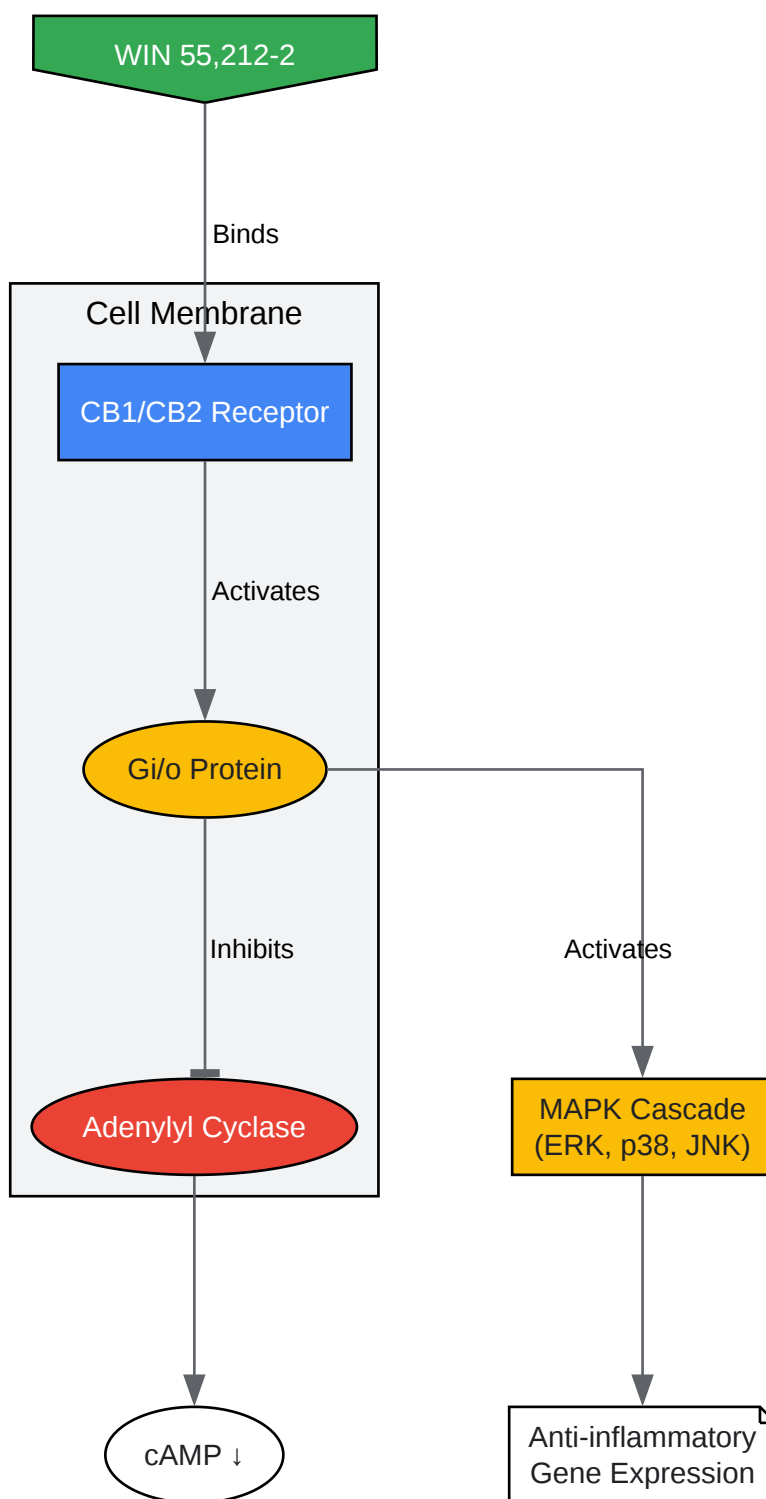 WIN 55,212-2
Binds
Cell Membrane
CB1/CB2 Receptor
Activates
Gi/o Protein
Inhibits
Activates
Adenylyl Cyclase
MAPK Cascade
(ERK, p38, JNK)
cAMP ↓
Anti-inflammatory
Gene Expression